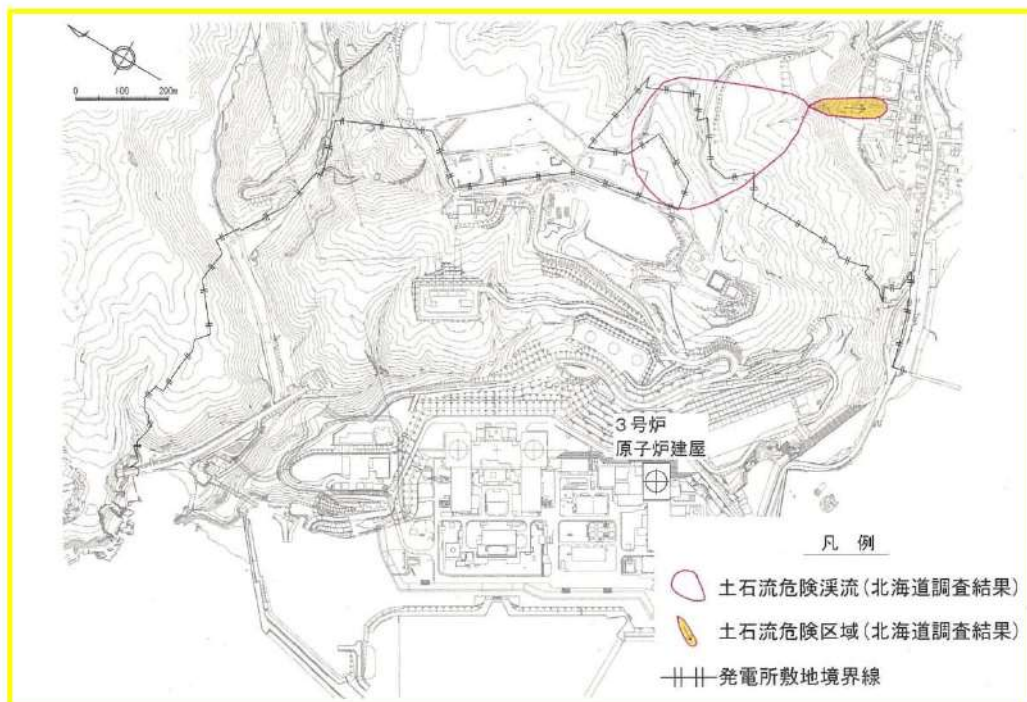 0 100 200m
3号炉
原子炉建屋
凡 例
土石流危険渓流(北海道調査結果)
土石流危険区域(北海道調査結果)
発電所敷地境界線